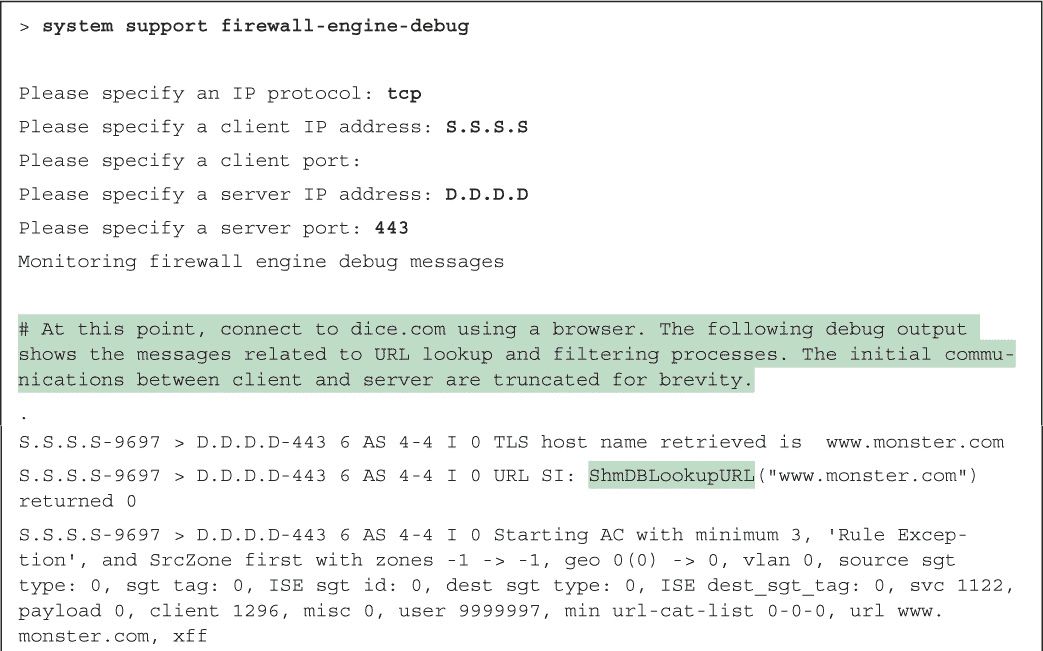 > system support firewall-engine-debug
Please specify an IP protocol: tcp
Please specify a client IP address: S.S.S.S
Please specify a client port:
Please specify a server IP address: D.D.D.D
Please specify a server port: 443
Monitoring firewall engine debug messages
# At this point, connect to dice.com using a browser. The following debug output
shows the messages related to URL lookup and filtering processes. The initial commu-
nications between client and server are truncated for brevity.
.
S.S.S.S-9697 > D.D.D.D-443 6 AS 4-4 I 0 TLS host name retrieved is  www.monster.com
S.S.S.S-9697 > D.D.D.D-443 6 AS 4-4 I 0 URL SI: ShmDBLookupURL("www.monster.com")
returned 0
S.S.S.S-9697 > D.D.D.D-443 6 AS 4-4 I 0 Starting AC with minimum 3, 'Rule Excep-
tion', and SrcZone first with zones -1 -> -1, geo 0(0) -> 0, vlan 0, source sgt
type: 0, sgt tag: 0, ISE sgt id: 0, dest sgt type: 0, ISE dest_sgt_tag: 0, svc 1122,
payload 0, client 1296, misc 0, user 9999997, min url-cat-list 0-0-0, url www.
monster.com, xff